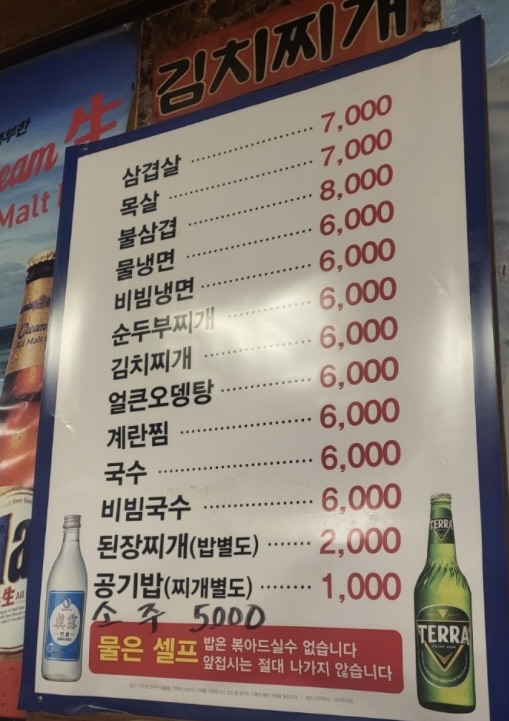 김치찌개
부한
生
eam
Malt
삼겹살 ················ 7,000
목살 ················ 7,000
불삼겹 ················ 8,000
물냉면 ················ 6,000
비빔냉면 ················ 6,000
순두부찌개 ················ 6,000
김치찌개 ················ 6,000
얼큰오뎅탕 ················ 6,000
계란찜 ················ 6,000
국수 ················ 6,000
비빔국수 ················ 6,000
된장찌개(밥별도) ······ 2,000
공기밥(찌개별도) ······· 1,000
소주 5000
물은 셀프 밥은 볶아드실수 없습니다
앞접시는 절대 나가지 않습니다
眞露
TERRA
TERRA